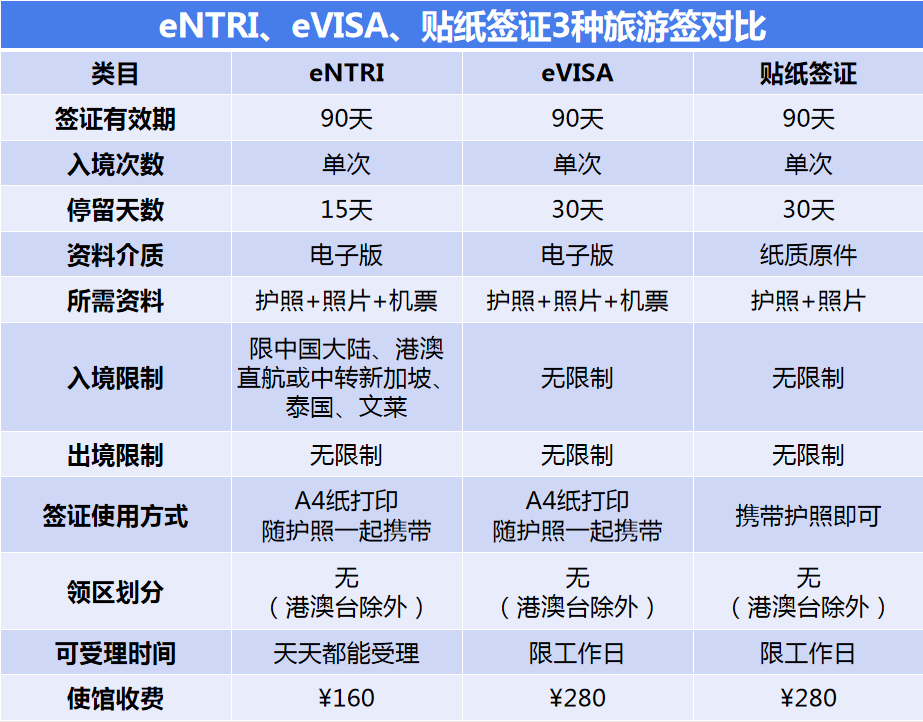 eNTRI、eVISA、贴纸签证3种旅游签对比
类目 eNTRI eVISA 贴纸签证
签证有效期 90天 90天 90天
入境次数 单次 单次 单次
停留天数 15天 30天 30天
资料介质 电子版 电子版 纸质原件
所需资料 护照+照片+机票 护照+照片+机票 护照+照片
入境限制
限中国大陆、港澳
直航或中转新加坡、
泰国、文莱
无限制 无限制
出境限制 无限制 无限制 无限制
签证使用方式
A4纸打印
随护照一起携带
A4纸打印
随护照一起携带
携带护照即可
领区划分
无
（港澳台除外）
无
（港澳台除外）
无
（港澳台除外）
可受理时间 天天都能受理 限工作日 限工作日
使馆收费 ¥160 ¥280 ¥280